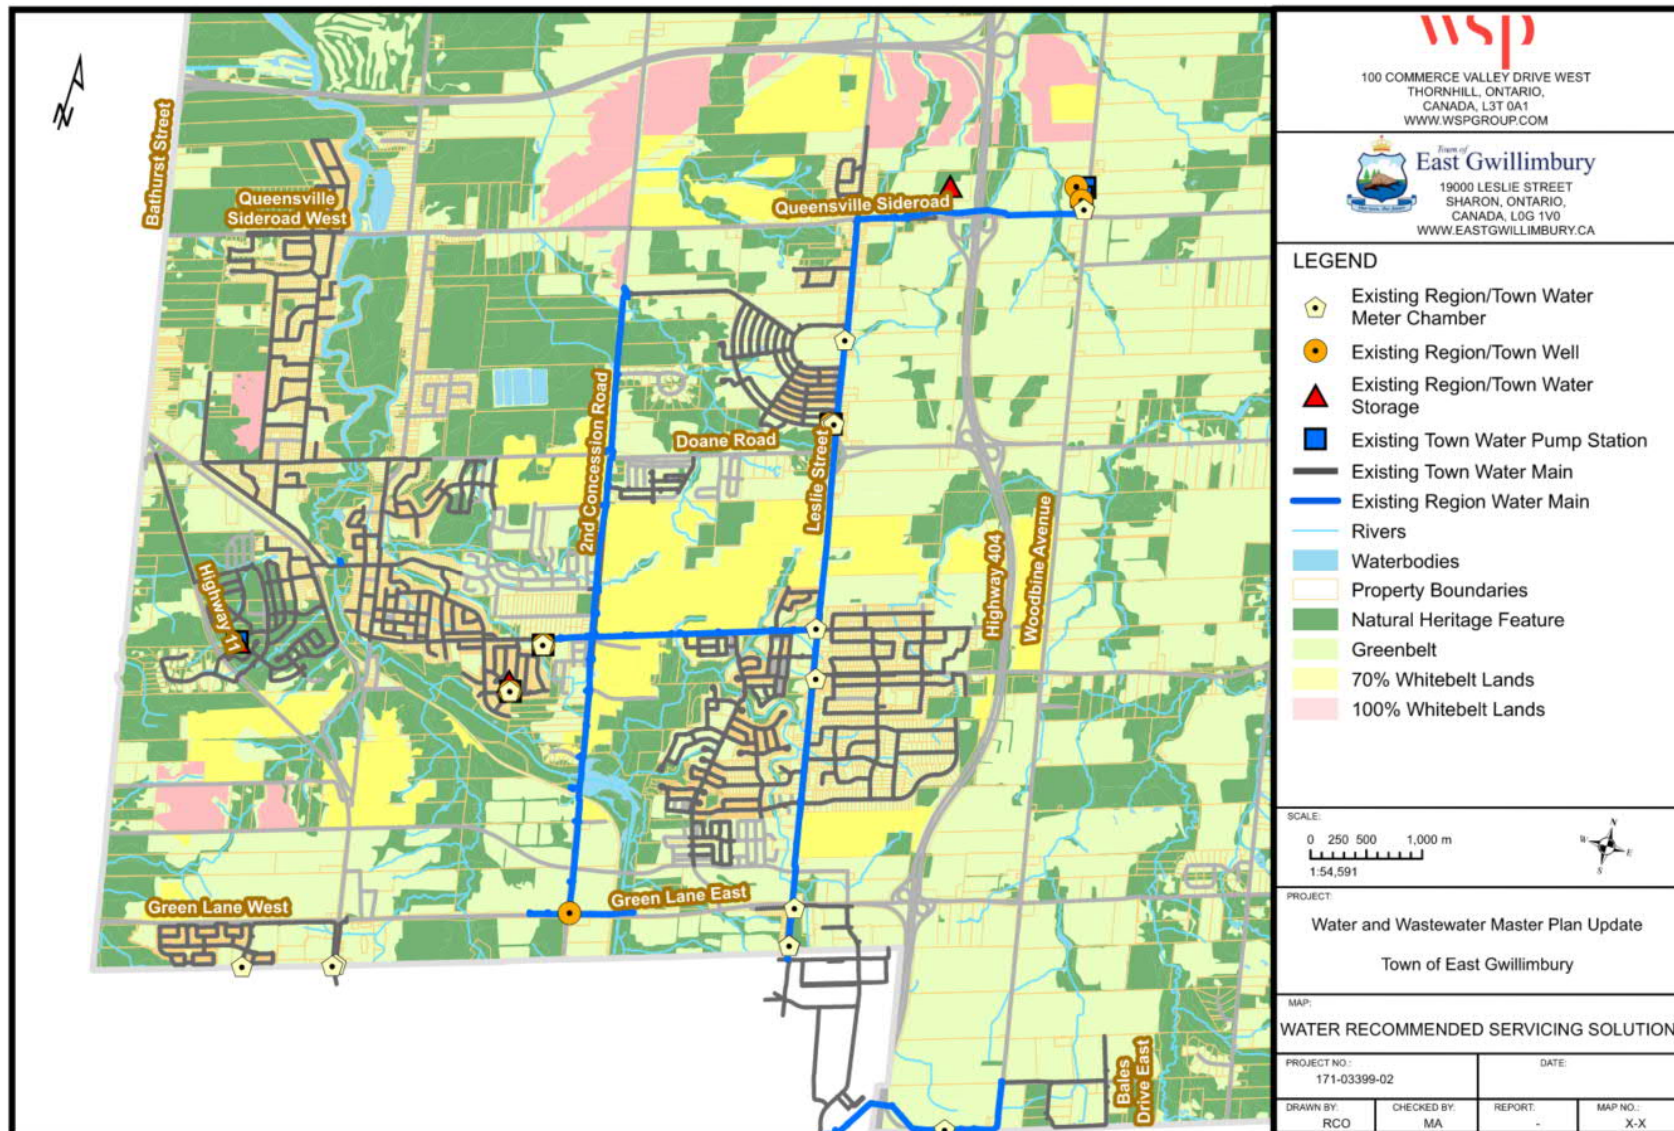 N
Bathurst Street
Queensville
Sideroad West
Queensville Sideroad
2nd Concession Road
Doane Road
Leslie Street
Highway 404
Woodbine Avenue
Highway 11
Green Lane West
Green Lane East
Bales
Drive East
wsp
100 COMMERCE VALLEY DRIVE WEST
THORNHILL, ONTARIO,
CANADA, L3T 0A1
WWW.WSPGROUP.COM
Town of
East Gwillimbury
19000 LESLIE STREET
SHARON, ONTARIO,
CANADA, L0G 1V0
WWW.EASTGWILLIMBURY.CA
LEGEND
Existing Region/Town Water
Meter Chamber
Existing Region/Town Well
Existing Region/Town Water
Storage
Existing Town Water Pump Station
Existing Town Water Main
Existing Region Water Main
Rivers
Waterbodies
Property Boundaries
Natural Heritage Feature
Greenbelt
70% Whitebelt Lands
100% Whitebelt Lands
SCALE:
0 250 500 1,000 m
1:54,591
N
W E
S
PROJECT:
Water and Wastewater Master Plan Update
Town of East Gwillimbury
MAP:
WATER RECOMMENDED SERVICING SOLUTION
PROJECT NO.: DATE:
171-03399-02
DRAWN BY: CHECKED BY: REPORT: MAP NO.:
RCO MA - X-X